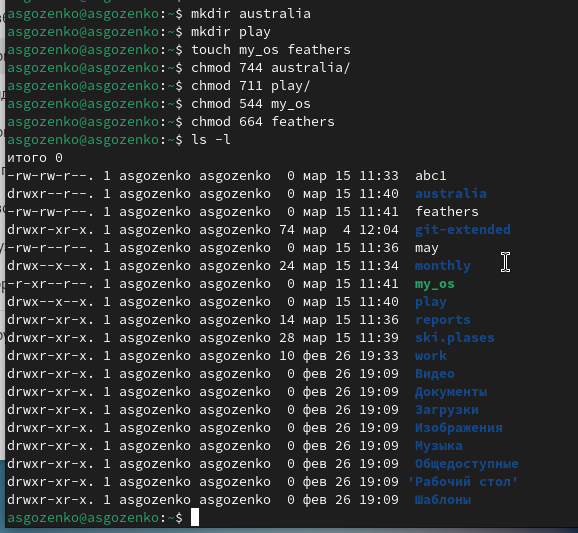 asgozenko@asgozenko:~$ mkdir australia
asgozenko@asgozenko:~$ mkdir play
asgozenko@asgozenko:~$ touch my_os feathers
asgozenko@asgozenko:~$ chmod 744 australia/
asgozenko@asgozenko:~$ chmod 711 play/
asgozenko@asgozenko:~$ chmod 544 my_os
asgozenko@asgozenko:~$ chmod 664 feathers
asgozenko@asgozenko:~$ ls -l
итого 0
-rw-rw-r--. 1 asgozenko asgozenko  0 мар 15 11:33  abc1
drwxr--r--. 1 asgozenko asgozenko  0 мар 15 11:40  australia
-rw-rw-r--. 1 asgozenko asgozenko  0 мар 15 11:41  feathers
drwxr-xr-x. 1 asgozenko asgozenko 74 мар  4 12:04  git-extended
-rw-r--r--. 1 asgozenko asgozenko  0 мар 15 11:36  may
drwx--x--x. 1 asgozenko asgozenko 24 мар 15 11:34  monthly
-r-xr--r--. 1 asgozenko asgozenko  0 мар 15 11:41  my_os
drwx--x--x. 1 asgozenko asgozenko  0 мар 15 11:40  play
drwxr-xr-x. 1 asgozenko asgozenko 14 мар 15 11:36  reports
drwxr-xr-x. 1 asgozenko asgozenko 28 мар 15 11:39  ski.plases
drwxr-xr-x. 1 asgozenko asgozenko 10 фев 26 19:33  work
drwxr-xr-x. 1 asgozenko asgozenko  0 фев 26 19:09  Видео
drwxr-xr-x. 1 asgozenko asgozenko  0 фев 26 19:09  Документы
drwxr-xr-x. 1 asgozenko asgozenko  0 фев 26 19:09  Загрузки
drwxr-xr-x. 1 asgozenko asgozenko  0 фев 26 19:09  Изображения
drwxr-xr-x. 1 asgozenko asgozenko  0 фев 26 19:09  Музыка
drwxr-xr-x. 1 asgozenko asgozenko  0 фев 26 19:09  Общедоступные
drwxr-xr-x. 1 asgozenko asgozenko  0 фев 26 19:09 'Рабочий стол'
drwxr-xr-x. 1 asgozenko asgozenko  0 фев 26 19:09  Шаблоны
asgozenko@asgozenko:~$